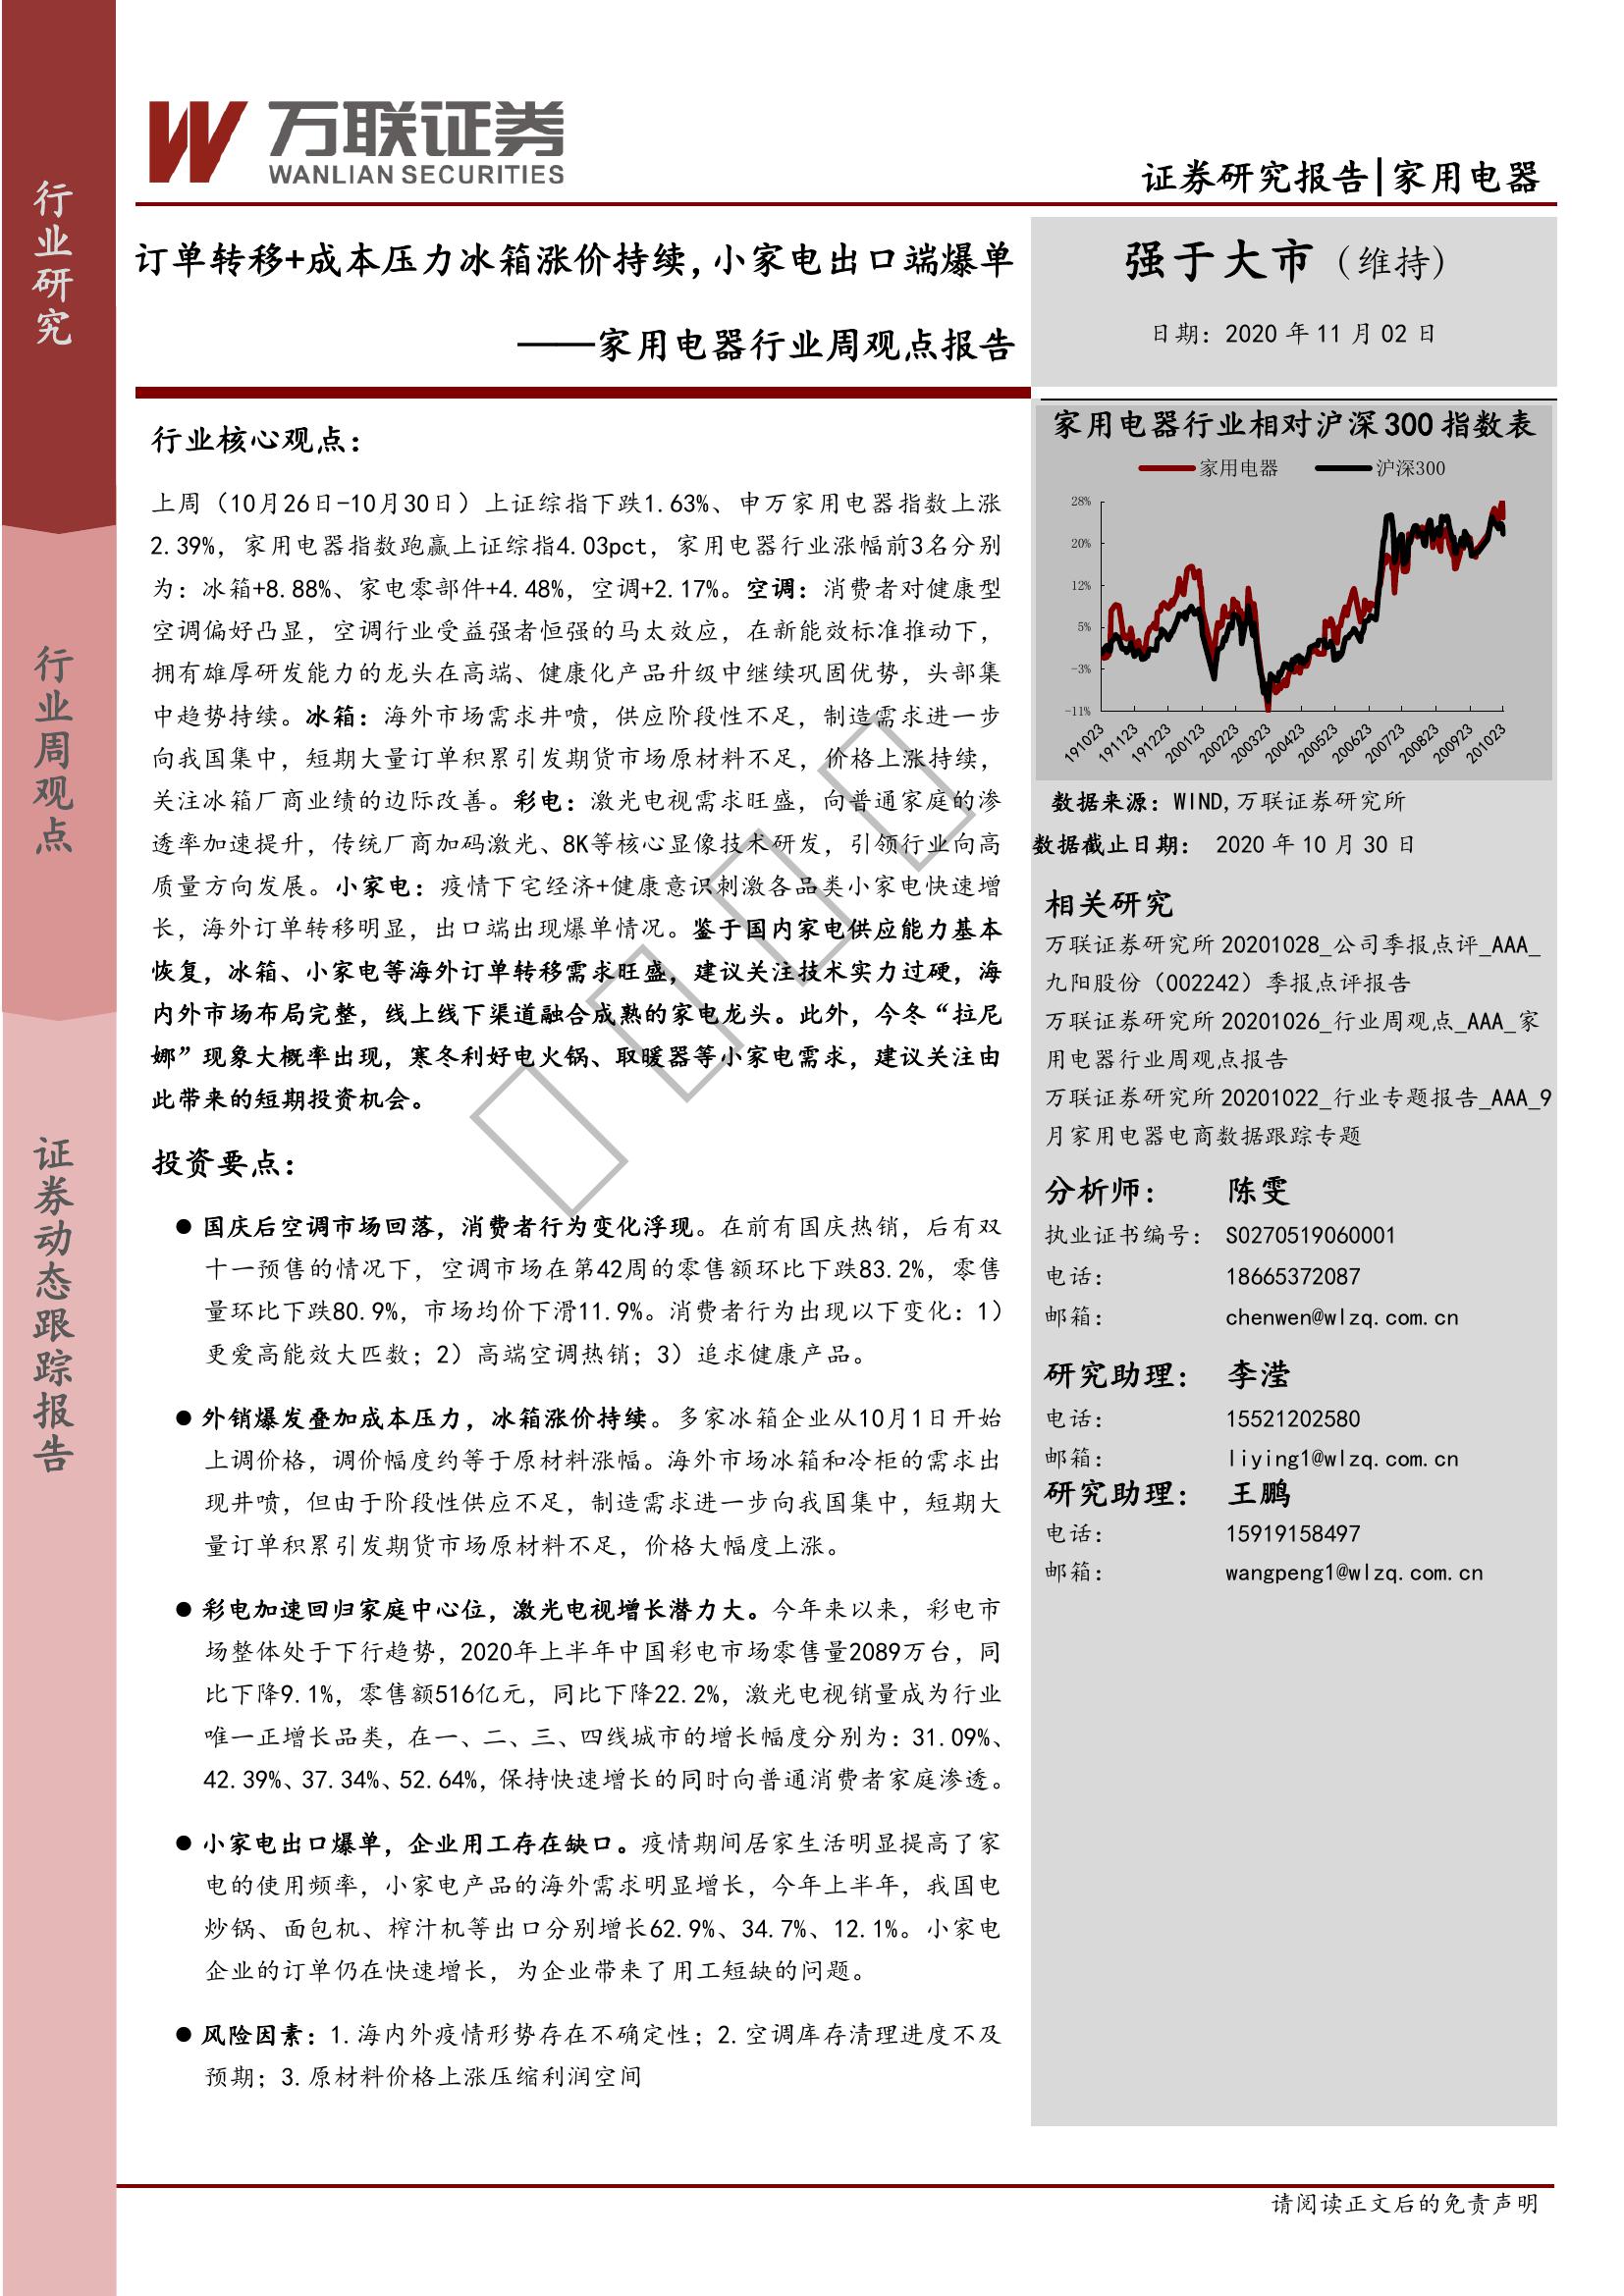 行业研究
行业周观点
证券动态跟踪报告
万联证券
WANLIAN SECURITIES
证券研究报告|家用电器
订单转移+成本压力冰箱涨价持续,小家电出口端爆单
——家用电器行业周观点报告
强于大市（维持）
日期：2020 年 11 月 02 日
行业核心观点：
上周（10月26日-10月30日）上证综指下跌1.63%、申万家用电器指数上涨
2.39%，家用电器指数跑赢上证综指4.03pct，家用电器行业涨幅前3名分别
为：冰箱+8.88%、家电零部件+4.48%，空调+2.17%。空调：消费者对健康型
空调偏好凸显，空调行业受益强者恒强的马太效应，在新能效标准推动下，
拥有雄厚研发能力的龙头在高端、健康化产品升级中继续巩固优势，头部集
中趋势持续。冰箱：海外市场需求井喷，供应阶段性不足，制造需求进一步
向我国集中，短期大量订单积累引发期货市场原材料不足，价格上涨持续，
关注冰箱厂商业绩的边际改善。彩电：激光电视需求旺盛，向普通家庭的渗
透率加速提升，传统厂商加码激光、8K等核心显像技术研发，引领行业向高
质量方向发展。小家电：疫情下宅经济+健康意识刺激各品类小家电快速增
长，海外订单转移明显，出口端出现爆单情况。鉴于国内家电供应能力基本
恢复，冰箱、小家电等海外订单转移需求旺盛，建议关注技术实力过硬，海
内外市场布局完整，线上线下渠道融合成熟的家电龙头。此外，今冬“拉尼
娜”现象大概率出现，寒冬利好电火锅、取暖器等小家电需求，建议关注由
此带来的短期投资机会。
投资要点：
● 国庆后空调市场回落，消费者行为变化浮现。在前有国庆热销，后有双
十一预售的情况下，空调市场在第42周的零售额环比下跌83.2%，零售
量环比下跌80.9%，市场均价下滑11.9%。消费者行为出现以下变化：1）
更爱高能效大匹数；2）高端空调热销；3）追求健康产品。
● 外销爆发叠加成本压力，冰箱涨价持续。多家冰箱企业从10月1日开始
上调价格，调价幅度约等于原材料涨幅。海外市场冰箱和冷柜的需求出
现井喷，但由于阶段性供应不足，制造需求进一步向我国集中，短期大
量订单积累引发期货市场原材料不足，价格大幅度上涨。
● 彩电加速回归家庭中心位，激光电视增长潜力大。今年来以来，彩电市
场整体处于下行趋势，2020年上半年中国彩电市场零售量2089万台，同
比下降9.1%，零售额516亿元，同比下降22.2%，激光电视销量成为行业
唯一正增长品类，在一、二、三、四线城市的增长幅度分别为：31.09%、
42.39%、37.34%、52.64%，保持快速增长的同时向普通消费者家庭渗透。
● 小家电出口爆单，企业用工存在缺口。疫情期间居家生活明显提高了家
电的使用频率，小家电产品的海外需求明显增长，今年上半年，我国电
炒锅、面包机、榨汁机等出口分别增长62.9%、34.7%、12.1%。小家电
企业的订单仍在快速增长，为企业带来了用工短缺的问题。
● 风险因素：1.海内外疫情形势存在不确定性；2.空调库存清理进度不及
预期；3.原材料价格上涨压缩利润空间
家用电器行业相对沪深300指数表
家用电器 沪深300
28%
20%
12%
5%
-3%
-11%
191023 191123 191223 200123 200223 200323 200423 200523 200623 200723 200823 200923 201023
数据来源：WIND,万联证券研究所
数据截止日期： 2020 年 10 月 30 日
相关研究
万联证券研究所 20201028_公司季报点评_AAA_
九阳股份（002242）季报点评报告
万联证券研究所 20201026_行业周观点_AAA_家
用电器行业周观点报告
万联证券研究所 20201022_行业专题报告_AAA_9
月家用电器电商数据跟踪专题
分析师： 陈雯
执业证书编号： S0270519060001
电话： 18665372087
邮箱： chenwen@wlzq.com.cn
研究助理： 李滢
电话： 15521202580
邮箱： liying1@wlzq.com.cn
研究助理： 王鹏
电话： 15919158497
邮箱： wangpeng1@wlzq.com.cn
请阅读正文后的免责声明